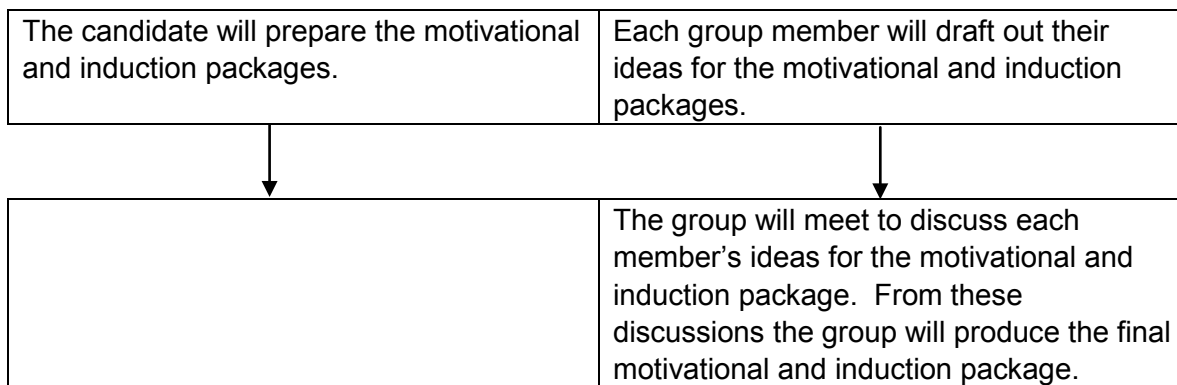 The candidate will prepare the motivational
and induction packages.
Each group member will draft out their
ideas for the motivational and induction
packages.
The group will meet to discuss each
member’s ideas for the motivational and
induction package.  From these
discussions the group will produce the final
motivational and induction package.